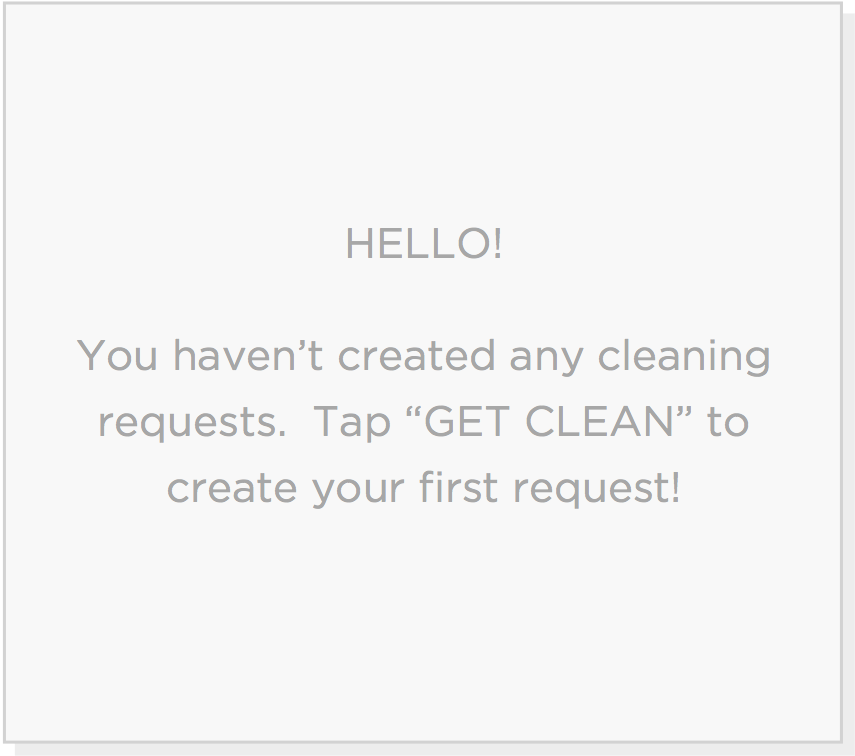 HELLO!
You haven’t created any cleaning
requests.  Tap “GET CLEAN” to
create your first request!